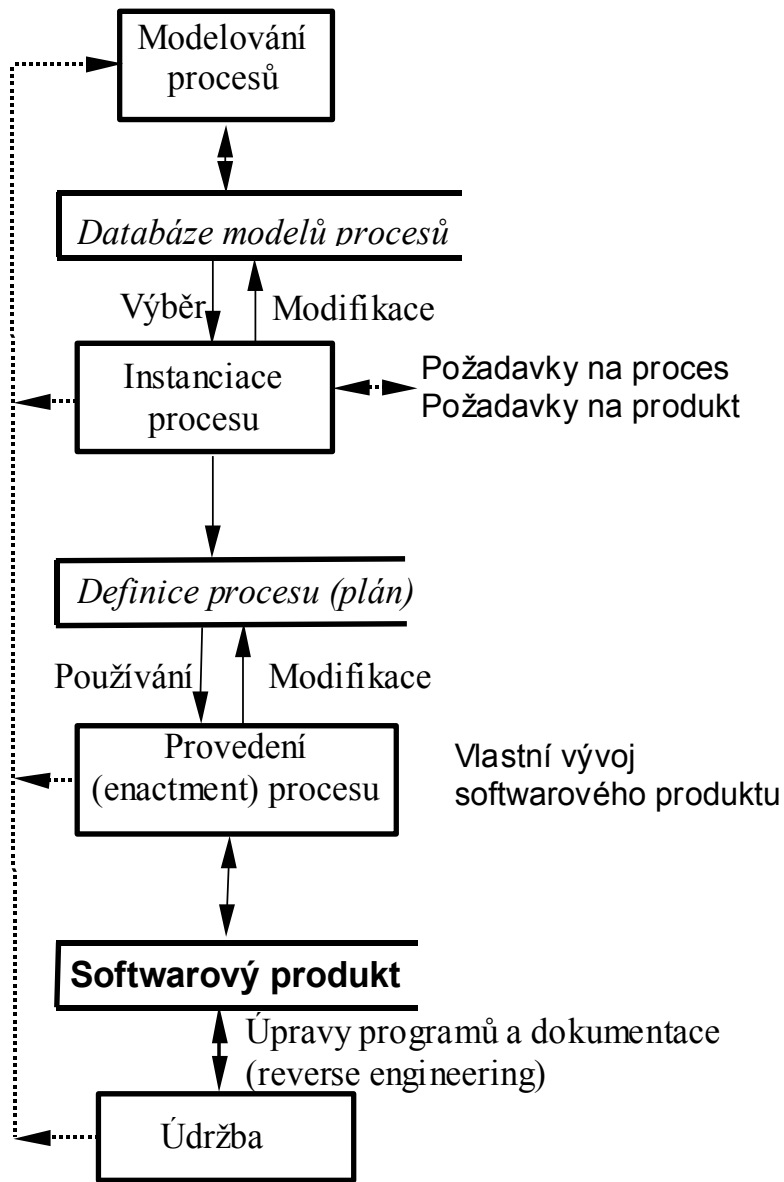 Modelování
procesů
Databáze modelů procesů
Výběr
Modifikace
Instanciace
procesu
Požadavky na proces
Požadavky na produkt
Definice procesu (plán)
Používání
Modifikace
Provedení
(enactment) procesu
Vlastní vývoj
softwarového produktu
Softwarový produkt
Úpravy programů a dokumentace
(reverse engineering)
Údržba